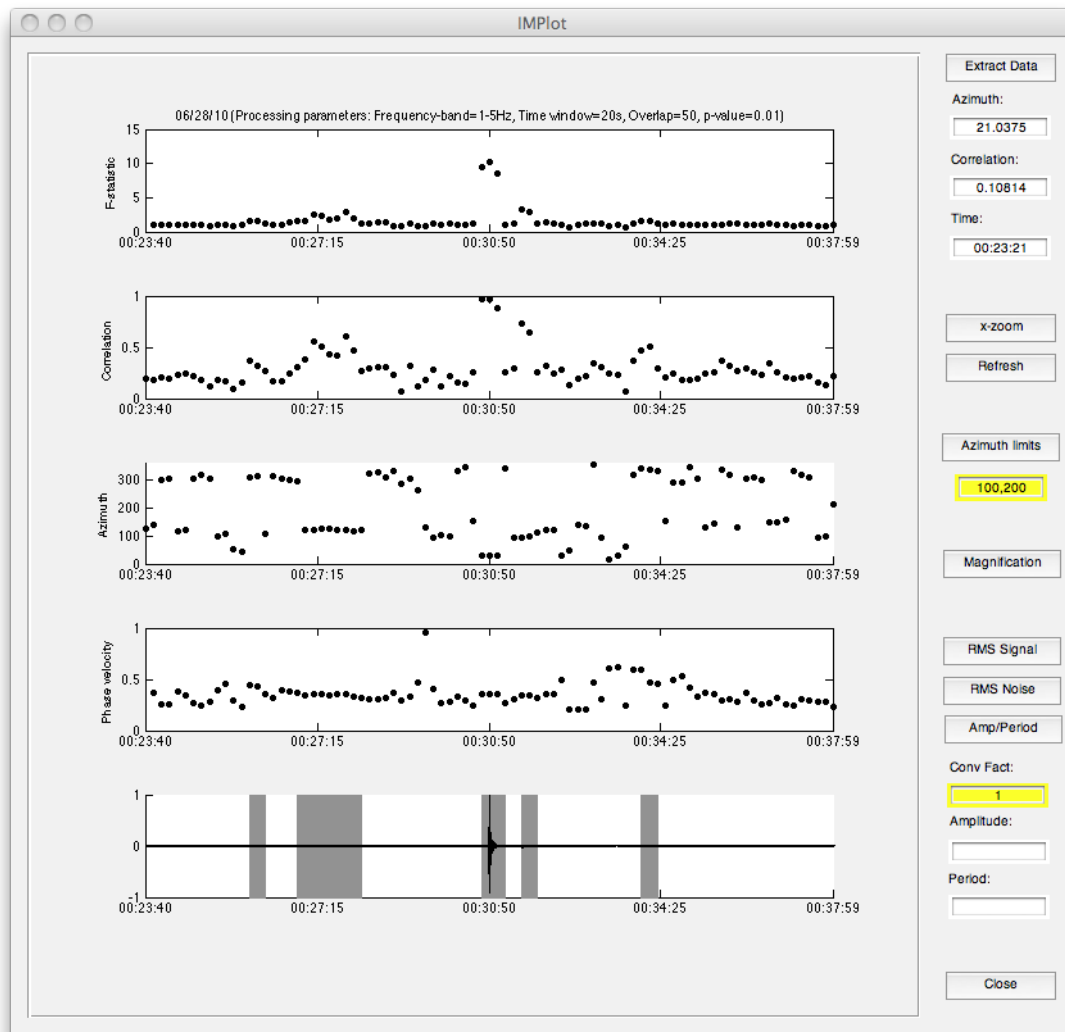 IMPlot
06/28/10 (Processing parameters: Frequency-band=1-5Hz, Time window=20s, Overlap=50, p-value=0.01)
F-statistic
15
10
5
0
00:23:40 00:27:15 00:30:50 00:34:25 00:37:59
Correlation
1
0.5
0
00:23:40 00:27:15 00:30:50 00:34:25 00:37:59
Azimuth
300
200
100
0
00:23:40 00:27:15 00:30:50 00:34:25 00:37:59
Phase velocity
1
0.5
0
00:23:40 00:27:15 00:30:50 00:34:25 00:37:59
1
0
-1
00:23:40 00:27:15 00:30:50 00:34:25 00:37:59
Extract Data
Azimuth:
21.0375
Correlation:
0.10814
Time:
00:23:21
x-zoom
Refresh
Azimuth limits
100,200
Magnification
RMS Signal
RMS Noise
Amp/Period
Conv Fact:
1
Amplitude:
Period:
Close